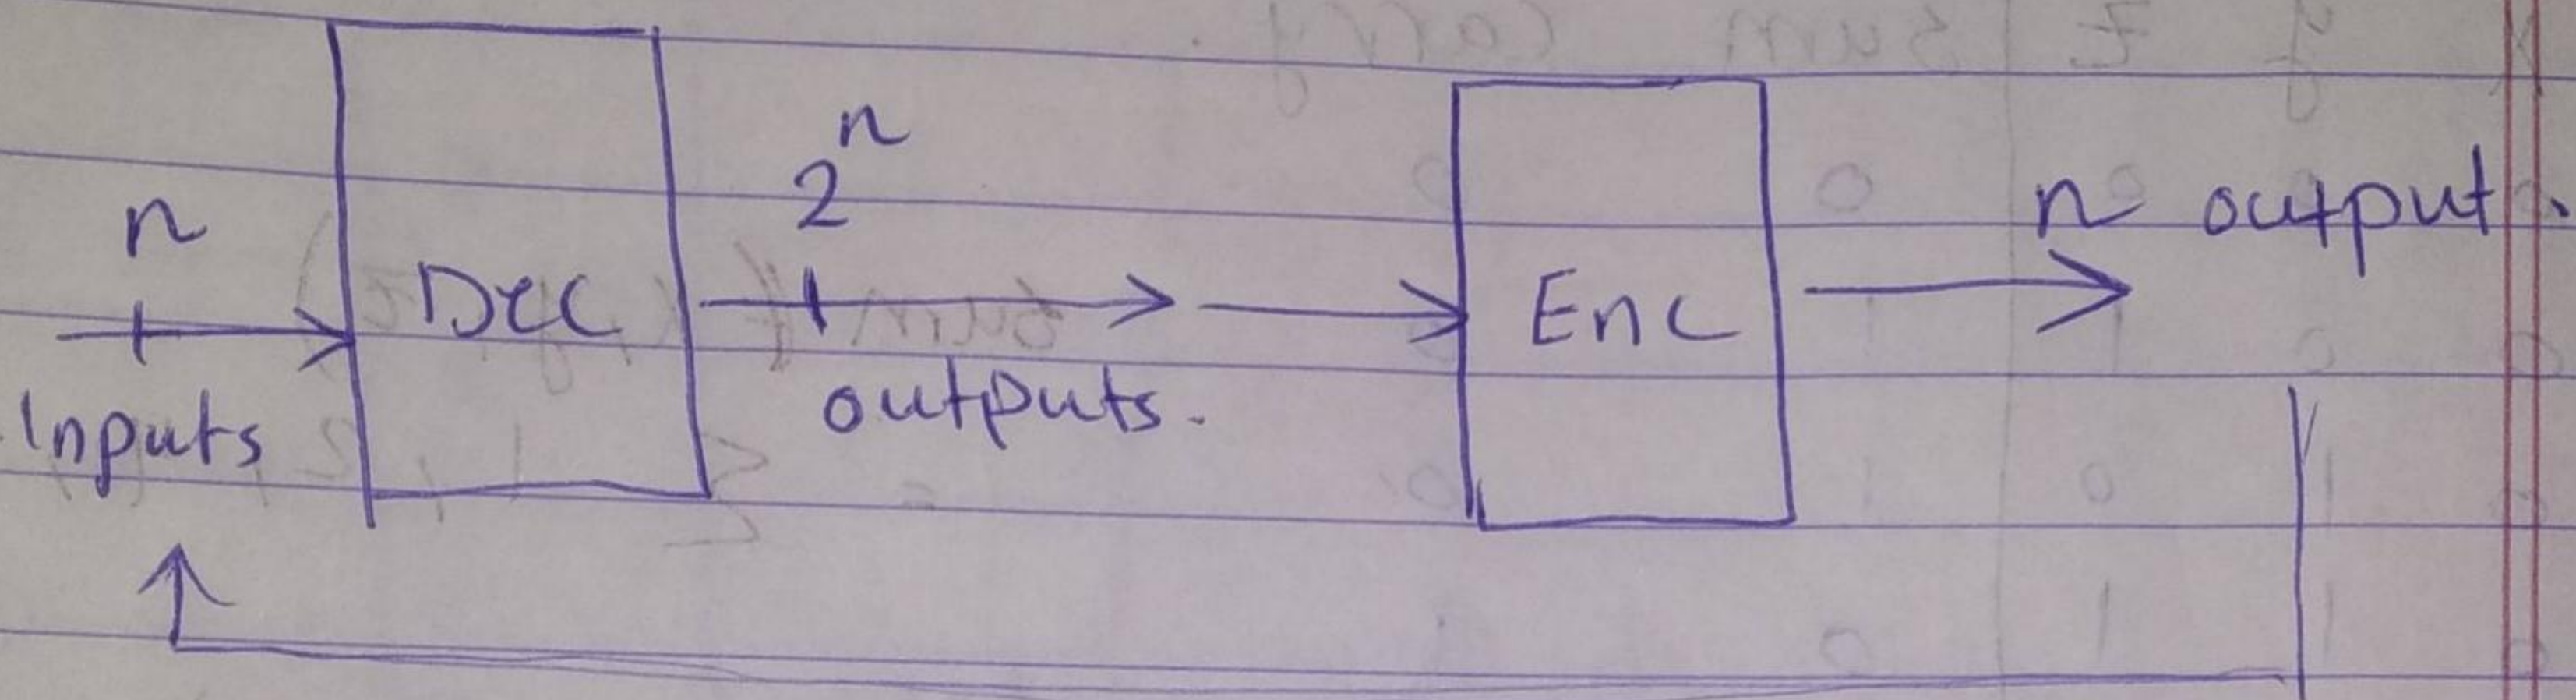 n
Inputs
Dec
2^n
outputs.
Enc
n output.